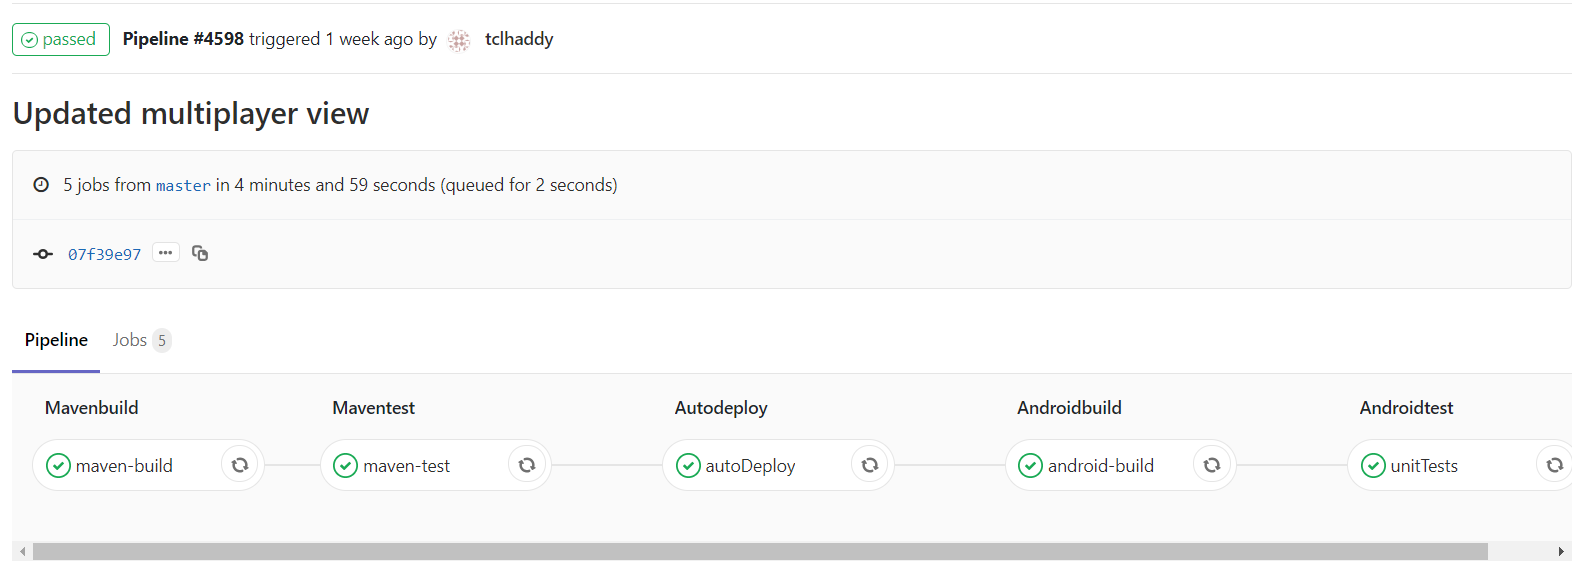 passed Pipeline #4598 triggered 1 week ago by tclhaddy
Updated multiplayer view
5 jobs from master in 4 minutes and 59 seconds (queued for 2 seconds)
07f39e97 ...
Pipeline Jobs 5
Mavenbuild Maventest Autodeploy Androidbuild Androidtest
maven-build maven-test autoDeploy android-build unitTests